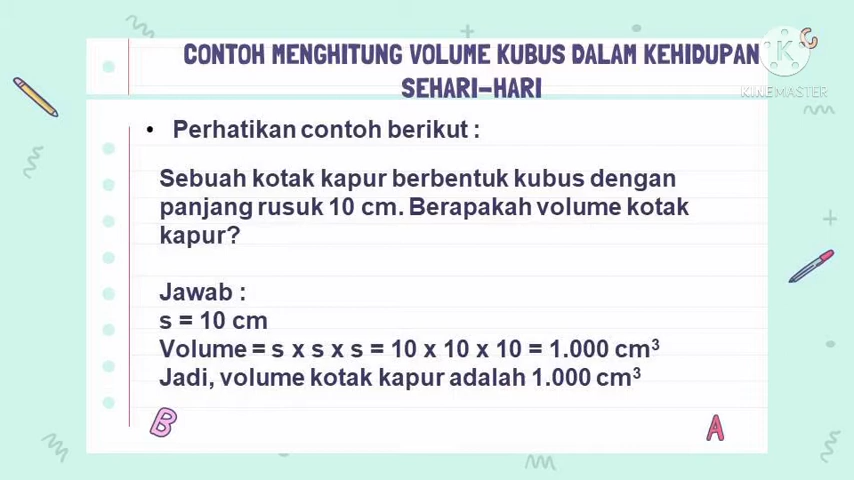 CONTOH MENGHITUNG VOLUME KUBUS DALAM KEHIDUPAN
SEHARI-HARI
KINEMASTER
• Perhatikan contoh berikut :
Sebuah kotak kapur berbentuk kubus dengan
panjang rusuk 10 cm. Berapakah volume kotak
kapur?
Jawab :
s = 10 cm
Volume = s x s x s = 10 x 10 x 10 = 1.000 cm³
Jadi, volume kotak kapur adalah 1.000 cm³
B
A